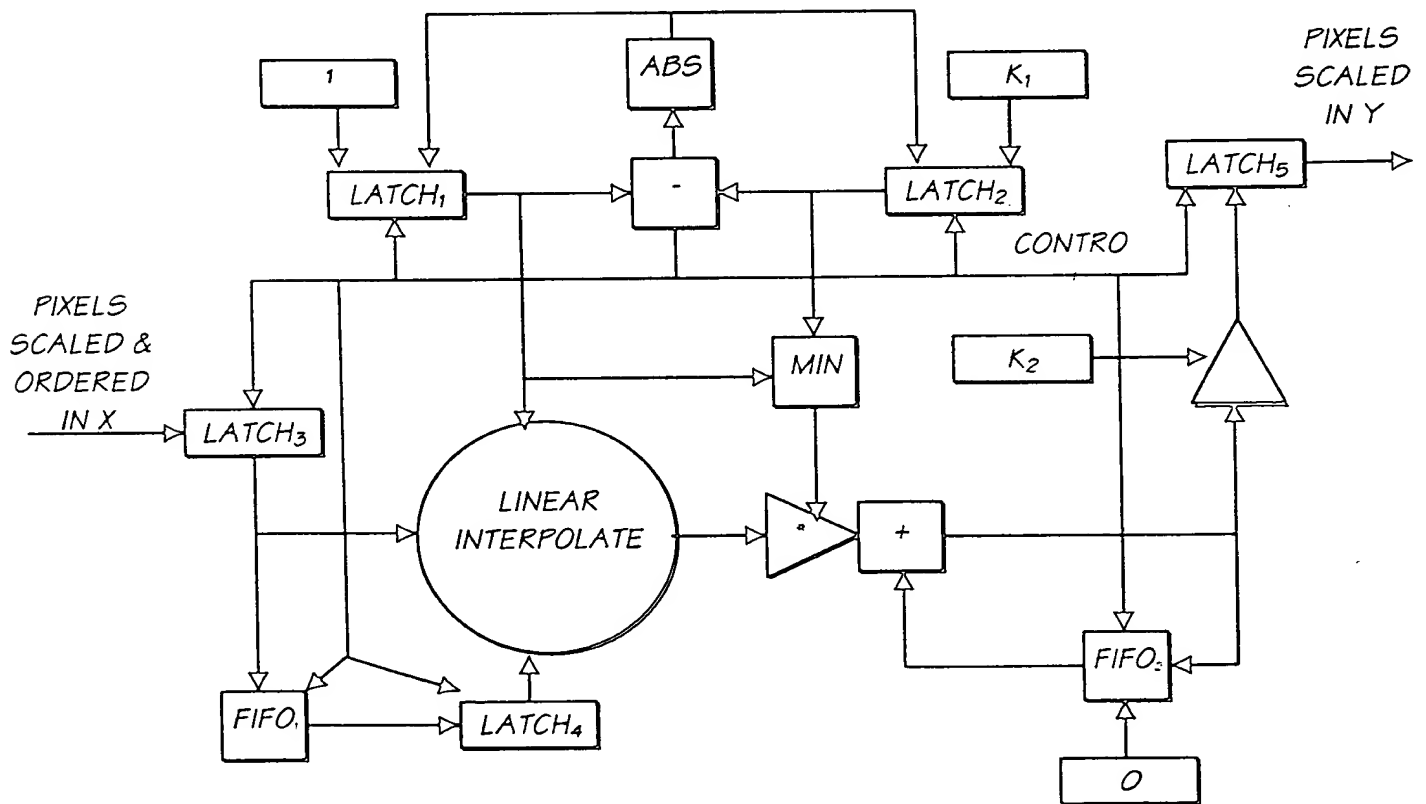 PIXELS
SCALED
IN Y
ABS
1
K₁
LATCH₁
-
LATCH₂
LATCH₅
CONTRO
PIXELS
SCALED &
ORDERED
IN X
LATCH₃
MIN
K₂
LINEAR
INTERPOLATE
*
+
FIFO₁
LATCH₄
FIFO₂
0